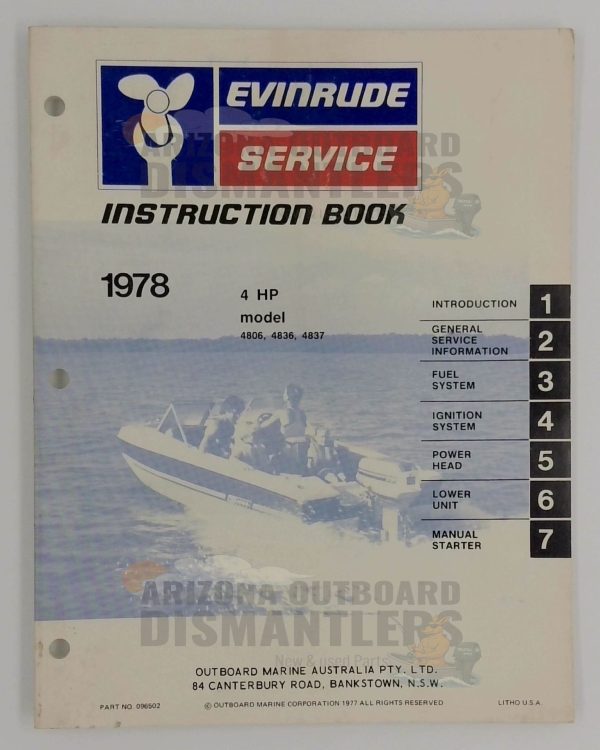 EVINRUDE
SERVICE
ARIZONA OUTBOARD
DISMANTLERS
INSTRUCTION BOOK
1978
4 HP
model
4806, 4836, 4837
INTRODUCTION 1
GENERAL
SERVICE
INFORMATION 2
FUEL
SYSTEM 3
IGNITION
SYSTEM 4
POWER
HEAD 5
LOWER
UNIT 6
MANUAL
STARTER 7
ARIZONA OUTBOARD
DISMANTLERS
New & used Parts
OUTBOARD MARINE AUSTRALIA PTY. LTD.
84 CANTERBURY ROAD, BANKSTOWN, N.S.W.
PART NO. 096502 © OUTBOARD MARINE CORPORATION 1977 ALL RIGHTS RESERVED LITHO U.S.A.